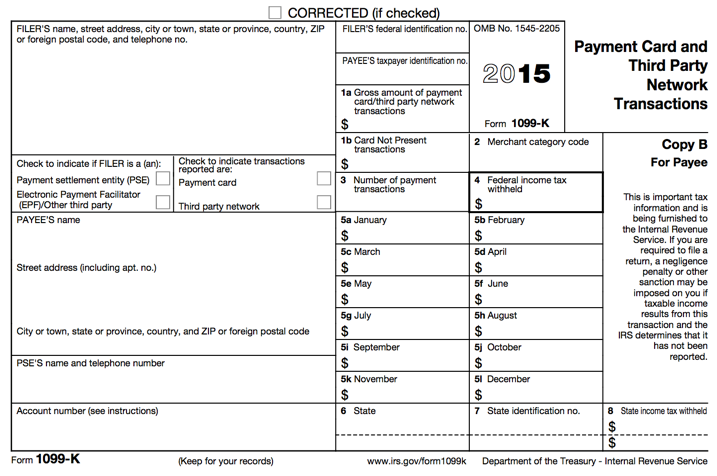 CORRECTED (if checked)
FILER'S name, street address, city or town, state or province, country, ZIP
or foreign postal code, and telephone no.
FILER'S federal identification no.
OMB No. 1545-2205
PAYEE'S taxpayer identification no.
2015
Form 1099-K
Payment Card and
Third Party
Network
Transactions
1a Gross amount of payment
card/third party network
transactions
$
1b Card Not Present
transactions
$
2 Merchant category code
Copy B
For Payee
Check to indicate if FILER is a (an):
Payment settlement entity (PSE)
Electronic Payment Facilitator
(EPF)/Other third party
Check to indicate transactions
reported are:
Payment card
Third party network
3 Number of payment
transactions
4 Federal income tax
withheld
$
This is important tax
information and is
being furnished to
the Internal Revenue
Service. If you are
required to file a
return, a negligence
penalty or other
sanction may be
imposed on you if
taxable income
results from this
transaction and the
IRS determines that it
has not been
reported.
PAYEE'S name
5a January
$
5b February
$
Street address (including apt. no.)
5c March
$
5d April
$
5e May
$
5f June
$
City or town, state or province, country, and ZIP or foreign postal code
5g July
$
5h August
$
PSE'S name and telephone number
5i September
$
5j October
$
5k November
$
5l December
$
Account number (see instructions)
6 State
7 State identification no.
8 State income tax withheld
$
$
Form 1099-K
(Keep for your records)
www.irs.gov/form1099k
Department of the Treasury - Internal Revenue Service